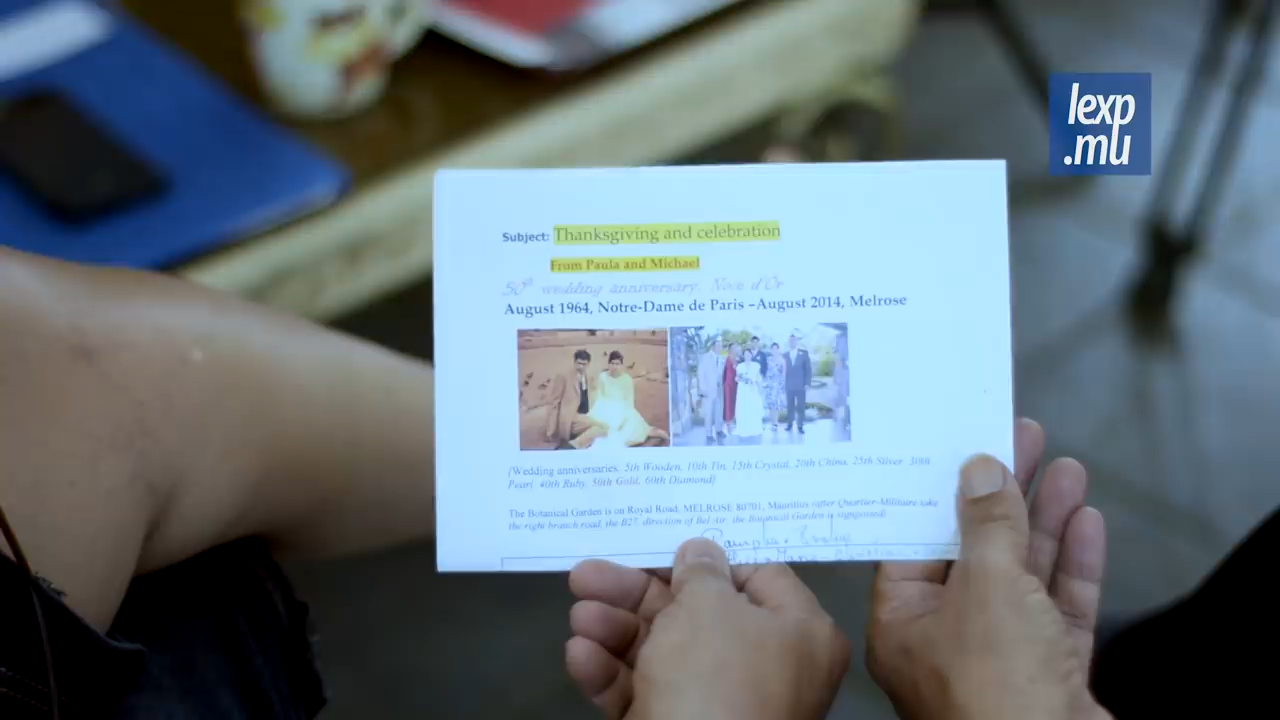 lexp
.mu
Subject: Thanksgiving and celebration
From Paula and Michael
50th wedding anniversary. Noce d'Or
August 1964, Notre-Dame de Paris –August 2014, Melrose
(Wedding anniversaries. 5th Wooden, 10th Tin, 15th Crystal, 20th China, 25th Silver, 30th
Pearl, 40th Ruby, 50th Gold, 60th Diamond)
The Botanical Garden is on Royal Road, MELROSE 80701, Mauritius (after Quartier-Militaire take
the right branch road, the B27, direction of Bel Air. the Botanical Garden is signposted)